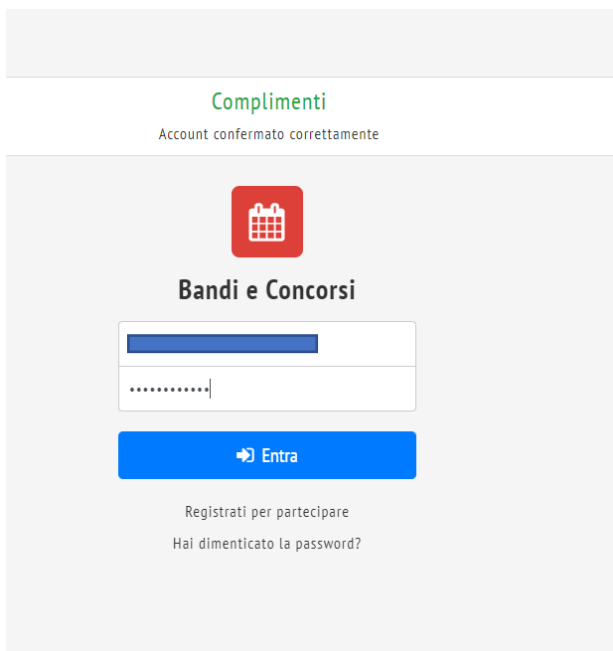 Complimenti
Account confermato correttamente
Bandi e Concorsi
••••••••••••
Entra
Registrati per partecipare
Hai dimenticato la password?